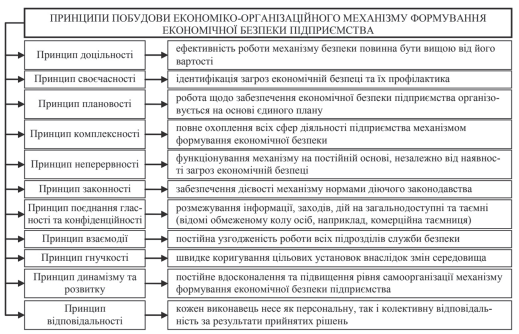 ПРИНЦИПИ ПОБУДОВИ ЕКОНОМІКО-ОРГАНІЗАЦІЙНОГО МЕХАНІЗМУ ФОРМУВАННЯ
ЕКОНОМІЧНОЇ БЕЗПЕКИ ПІДПРИЄМСТВА
Принцип доцільності
ефективність роботи механізму безпеки повинна бути вищою від його
вартості
Принцип своєчасності
ідентифікація загроз економічній безпеці та їх профілактика
Принцип плановості
робота щодо забезпечення економічної безпеки підприємства організо-
вується на основі єдиного плану
Принцип комплексності
повне охоплення всіх сфер діяльності підприємства механізмом
формування економічної безпеки
Принцип неперервності
функціонування механізму на постійній основі, незалежно від наявнос-
ті загроз економічній безпеці
Принцип законності
забезпечення дієвості механізму нормами діючого законодавства
Принцип поєднання глас-
ності та конфіденційності
розмежування інформації, заходів, дій на загальнодоступні та таємні
(відомі обмеженому колу осіб, наприклад, комерційна таємниця)
Принцип взаємодії
постійна узгодженість роботи всіх підрозділів служби безпеки
Принцип гнучкості
швидке коригування цільових установок внаслідок змін середовища
Принцип динамізму та
розвитку
постійне вдосконалення та підвищення рівня самоорганізації механізму
формування економічної безпеки підприємства
Принцип
відповідальності
кожен виконавець несе як персональну, так і колективну відповідаль-
ність за результати прийнятих рішень